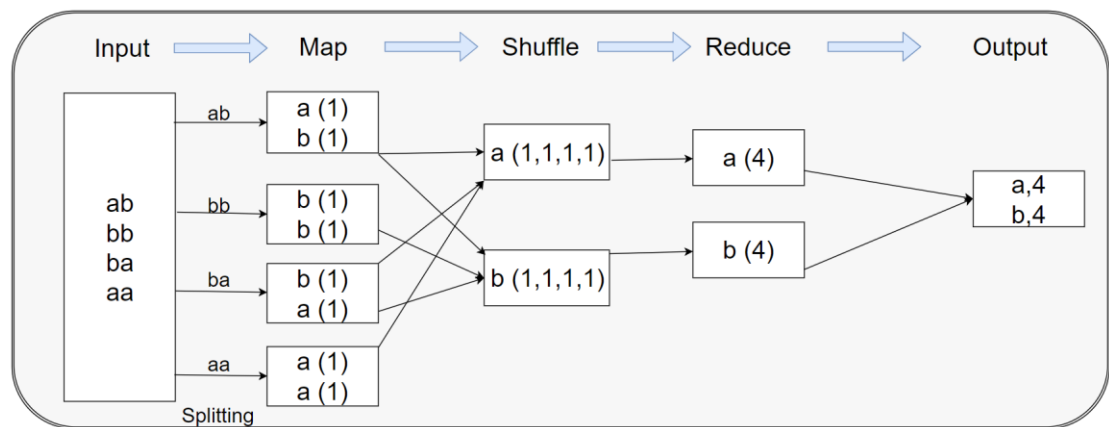 Input Map Shuffle Reduce Output
ab
bb
ba
aa
ab
bb
ba
aa
Splitting
a (1)
b (1)
b (1)
b (1)
b (1)
a (1)
a (1)
a (1)
a (1,1,1,1)
b (1,1,1,1)
a (4)
b (4)
a,4
b,4